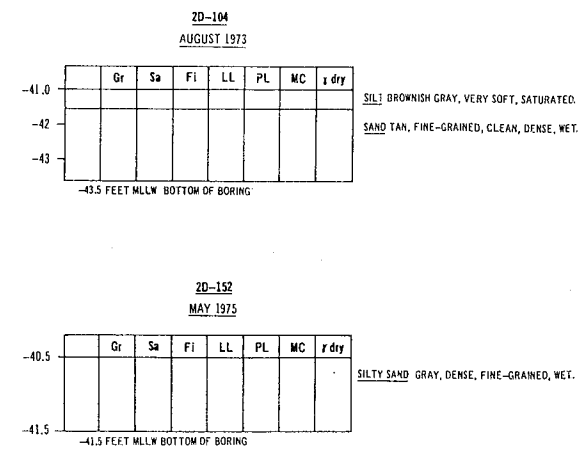 2D-104
AUGUST 1973
Gr Sa Fi LL PL MC γ dry
-41.0
SILT BROWNISH GRAY, VERY SOFT, SATURATED.
-42
SAND TAN, FINE-GRAINED, CLEAN, DENSE, WET.
-43
-43.5 FEET MLLW BOTTOM OF BORING
2D-152
MAY 1975
Gr Sa Fi LL PL MC γ dry
-40.5
SILTY SAND GRAY, DENSE, FINE-GRAINED, WET.
-41.5
-41.5 FEET MLLW BOTTOM OF BORING